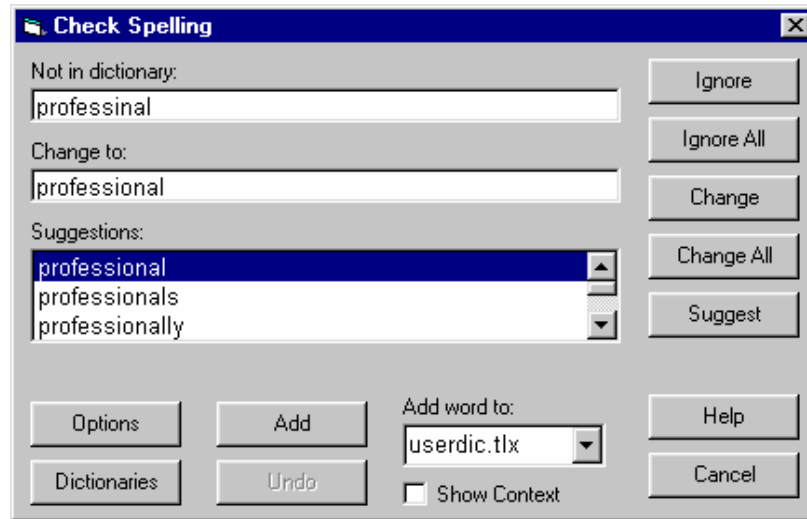 Check Spelling
Not in dictionary:
professinal
Ignore
Change to:
professional
Ignore All
Change
Suggestions:
professional
professionals
professionally
Change All
Suggest
Options
Add
Add word to:
userdic.tlx
Help
Dictionaries
Undo
Show Context
Cancel